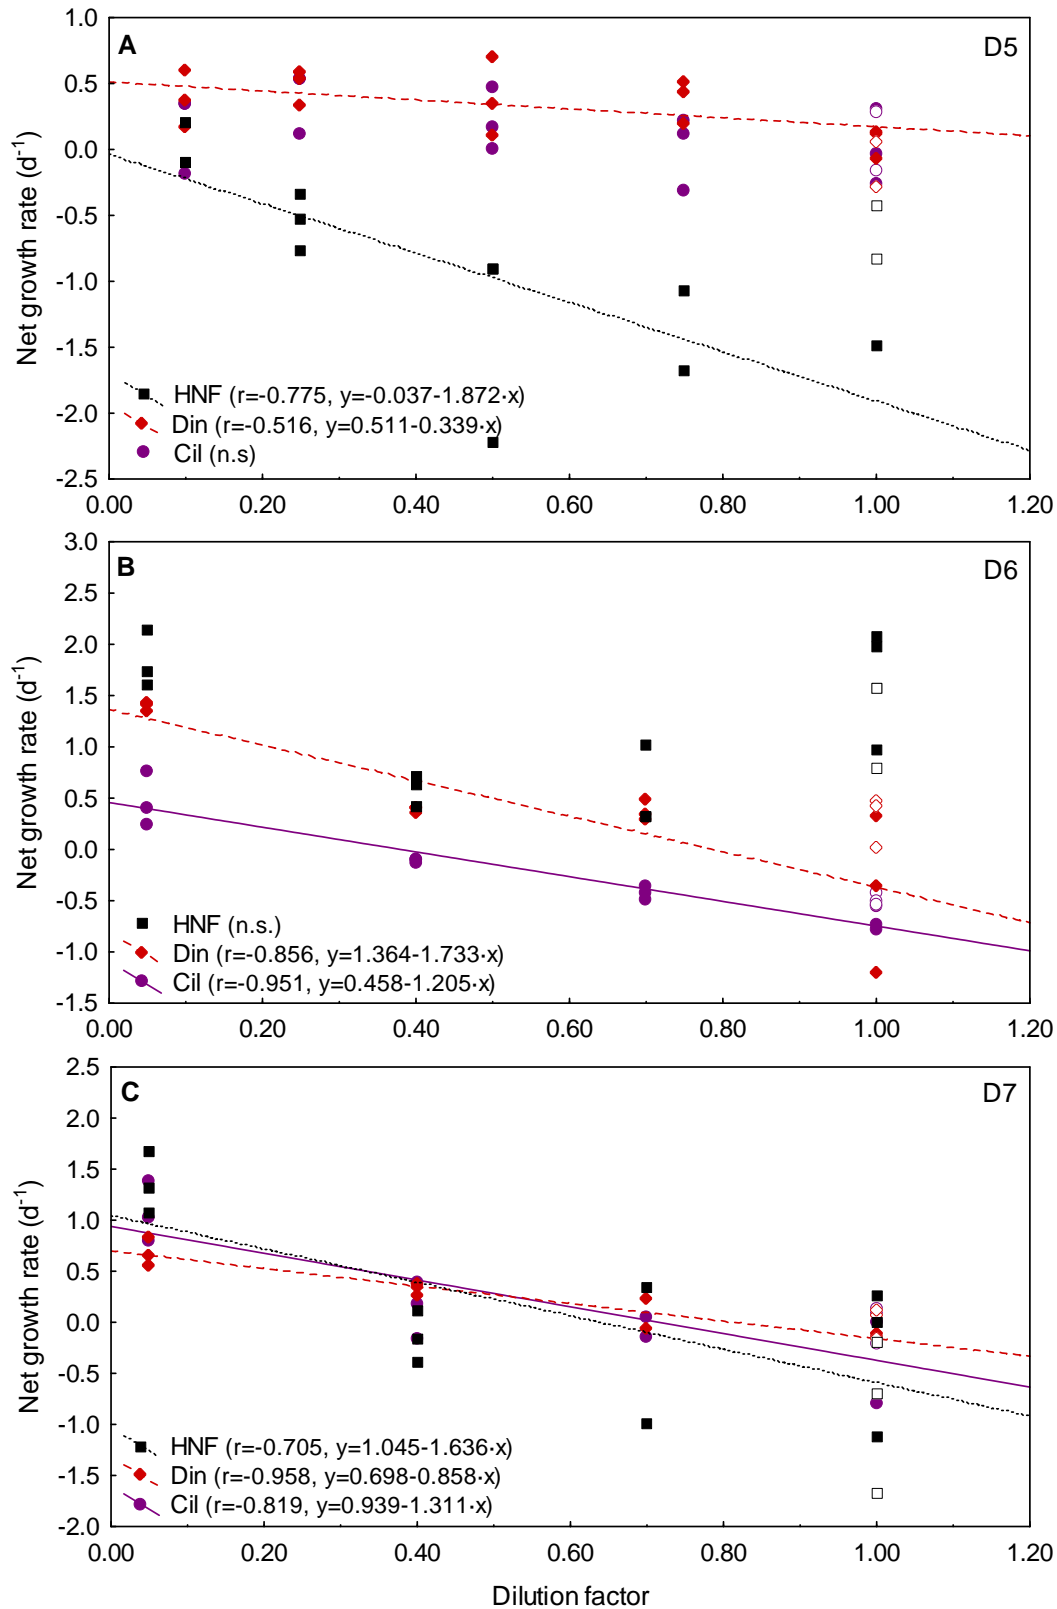 A
D5
1.0
0.5
0.0
-0.5
-1.0
-1.5
-2.0
-2.5
Net growth rate (d⁻¹)
HNF (r=-0.775, y=-0.037-1.872·x)
Din (r=-0.516, y=0.511-0.339·x)
Cil (n.s)
0.00 0.20 0.40 0.60 0.80 1.00 1.20
B
D6
3.0
2.5
2.0
1.5
1.0
0.5
0.0
-0.5
-1.0
-1.5
Net growth rate (d⁻¹)
HNF (n.s.)
Din (r=-0.856, y=1.364-1.733·x)
Cil (r=-0.951, y=0.458-1.205·x)
0.00 0.20 0.40 0.60 0.80 1.00 1.20
C
D7
2.5
2.0
1.5
1.0
0.5
0.0
-0.5
-1.0
-1.5
-2.0
Net growth rate (d⁻¹)
HNF (r=-0.705, y=1.045-1.636·x)
Din (r=-0.958, y=0.698-0.858·x)
Cil (r=-0.819, y=0.939-1.311·x)
0.00 0.20 0.40 0.60 0.80 1.00 1.20
Dilution factor